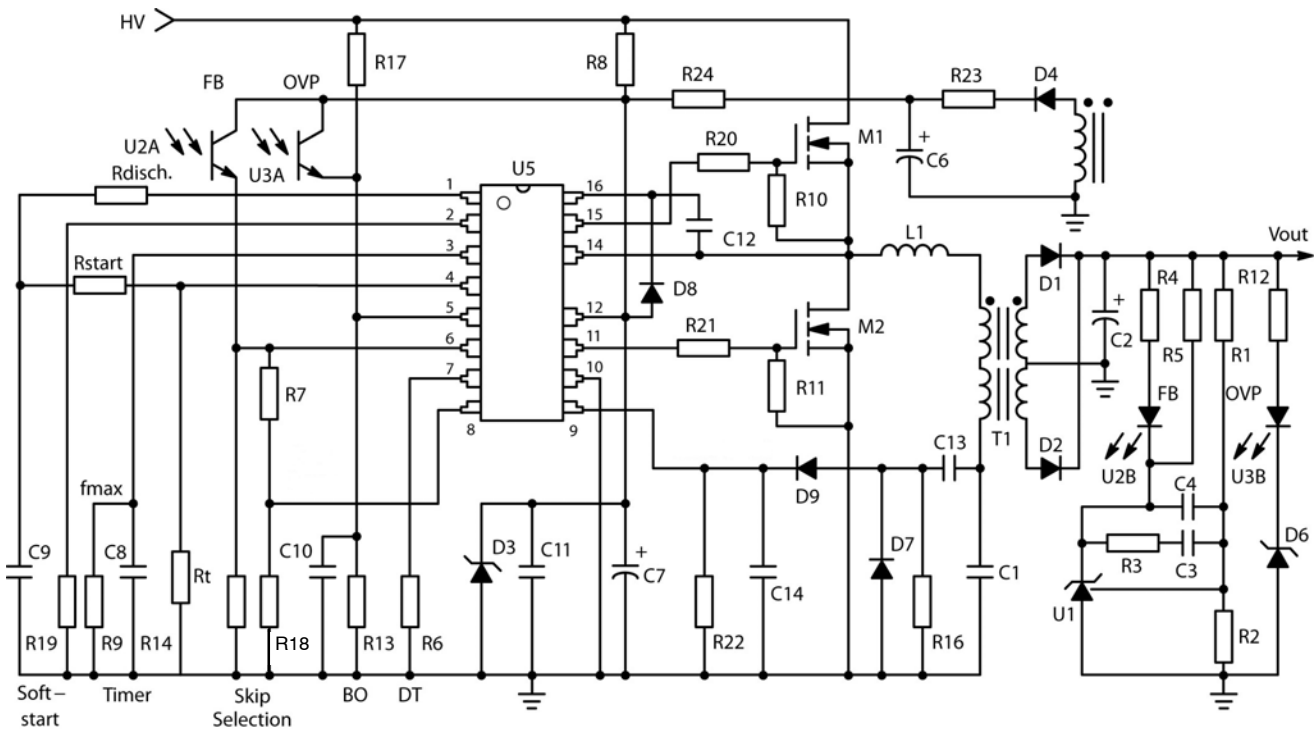 HV
R17
R8
FB
OVP
R24
R23
D4
U2A
U3A
R20
M1
C6
Rdisch.
U5
1
16
R10
2
15
C12
L1
Vout
3
14
Rstart
D1
R4
R12
4
D8
C2
5
12
M2
R5
R1
6
11
R21
7
10
R7
R11
FB
OVP
8
9
C13
T1
D2
U2B
U3B
D9
fmax
C4
D6
C9
C8
Rt
C10
D3
C11
C7
D7
C14
C1
R3
C3
U1
R19
R9
R14
R18
R13
R6
R22
R16
R2
Soft–
start
Timer
Skip
Selection
BO
DT
+
+
+